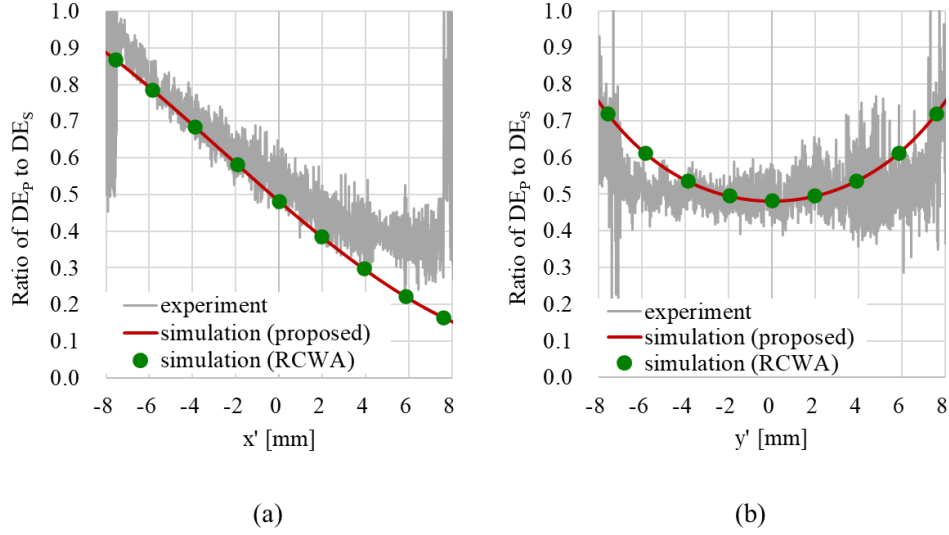 1.0
0.9
0.8
0.7
0.6
0.5
0.4
0.3
0.2
0.1
0.0
Ratio of DE_P to DE_S
experiment
simulation (proposed)
simulation (RCWA)
-8 -6 -4 -2 0 2 4 6 8
x' [mm]
(a)
1.0
0.9
0.8
0.7
0.6
0.5
0.4
0.3
0.2
0.1
0.0
Ratio of DE_P to DE_S
experiment
simulation (proposed)
simulation (RCWA)
-8 -6 -4 -2 0 2 4 6 8
y' [mm]
(b)